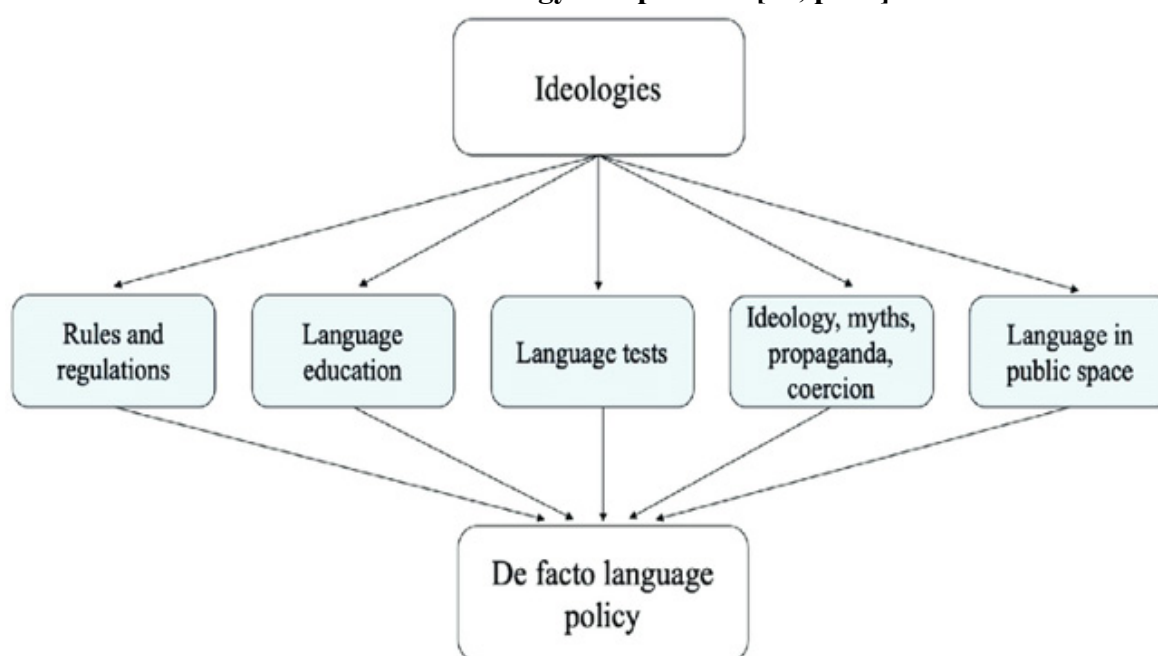 Ideologies
Rules and
regulations
Language
education
Language tests
Ideology, myths,
propaganda,
coercion
Language in
public space
De facto language
policy